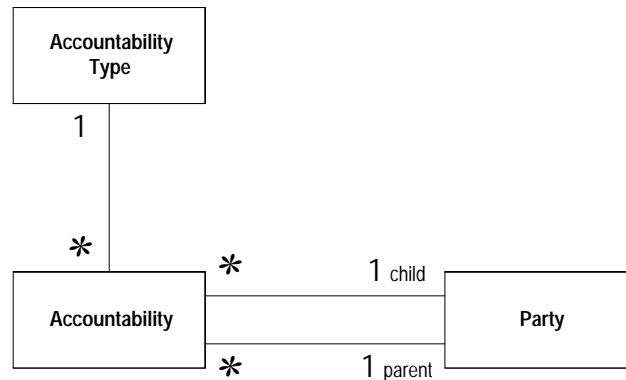 Accountability
Type
1
*
*
1 child
Accountability
Party
*
1 parent